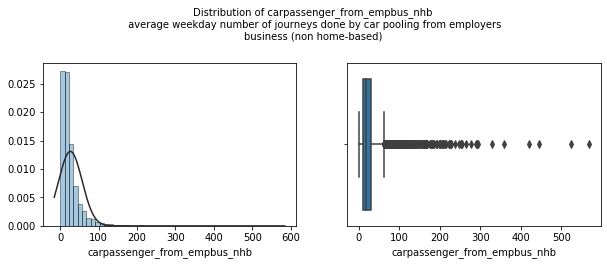 Distribution of carpassenger_from_empbus_nhb
average weekday number of journeys done by car pooling from employers
business (non home-based)
0.025
0.020
0.015
0.010
0.005
0.000
0 100 200 300 400 500 600
carpassenger_from_empbus_nhb
0 100 200 300 400 500
carpassenger_from_empbus_nhb